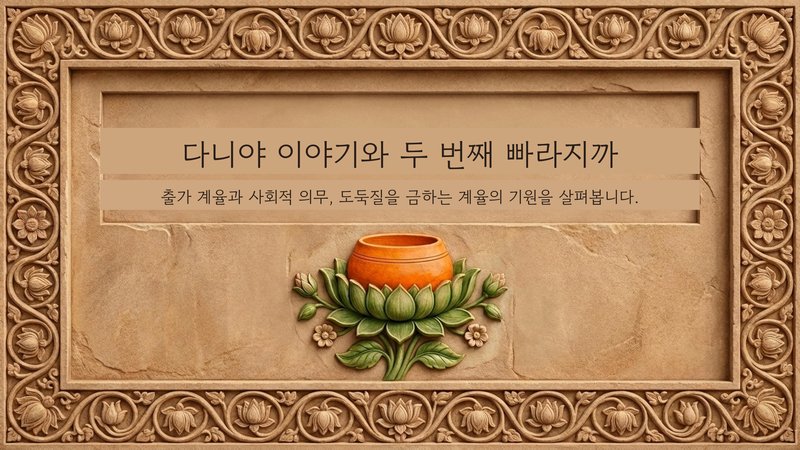 다니야 이야기와 두 번째 빠라지까
출가 계율과 사회적 의무, 도둑질을 금하는 계율의 기원을 살펴봅니다.